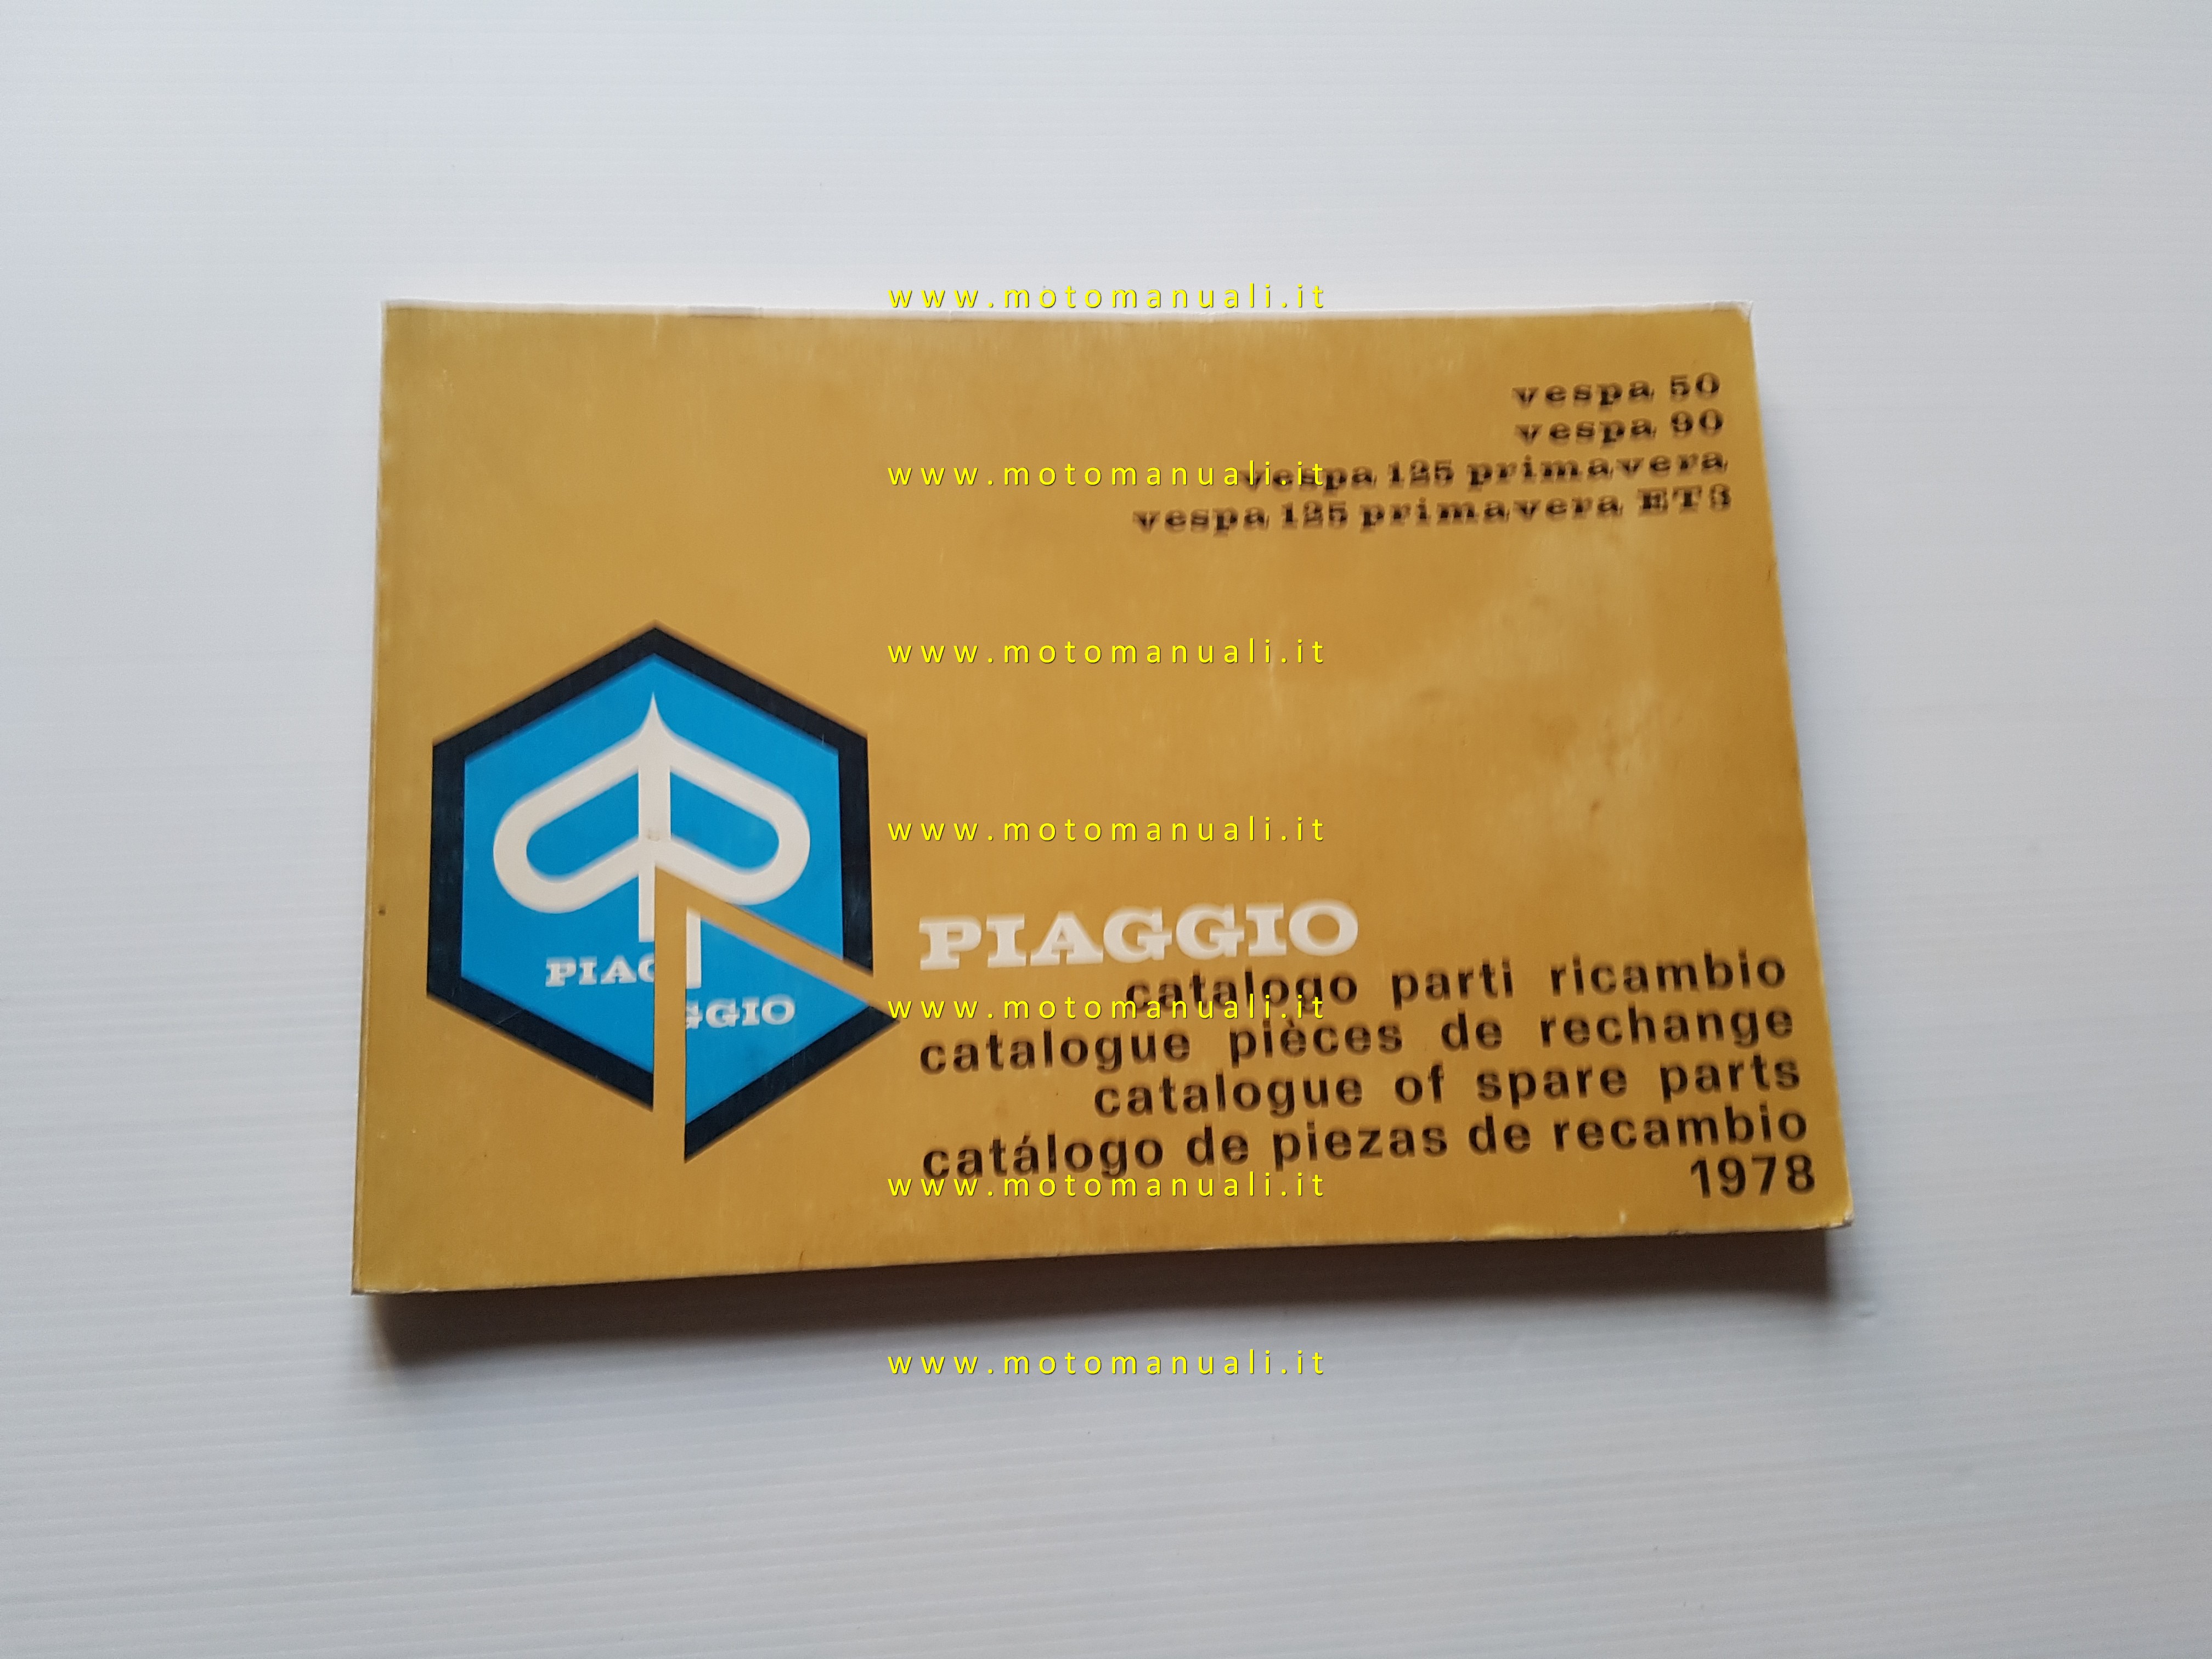 www.motomanuali.it
vespa 50
vespa 90
www.motomanuali.it
vespa 125 primavera
vespa 125 primavera ET3
www.motomanuali.it
www.motomanuali.it
PIAGGIO
PIAGGIO
catalogo parti ricambio
www.motomanuali.it
catalogue pièces de rechange
catalogue of spare parts
catálogo de piezas de recambio
www.motomanuali.it
1978
www.motomanuali.it